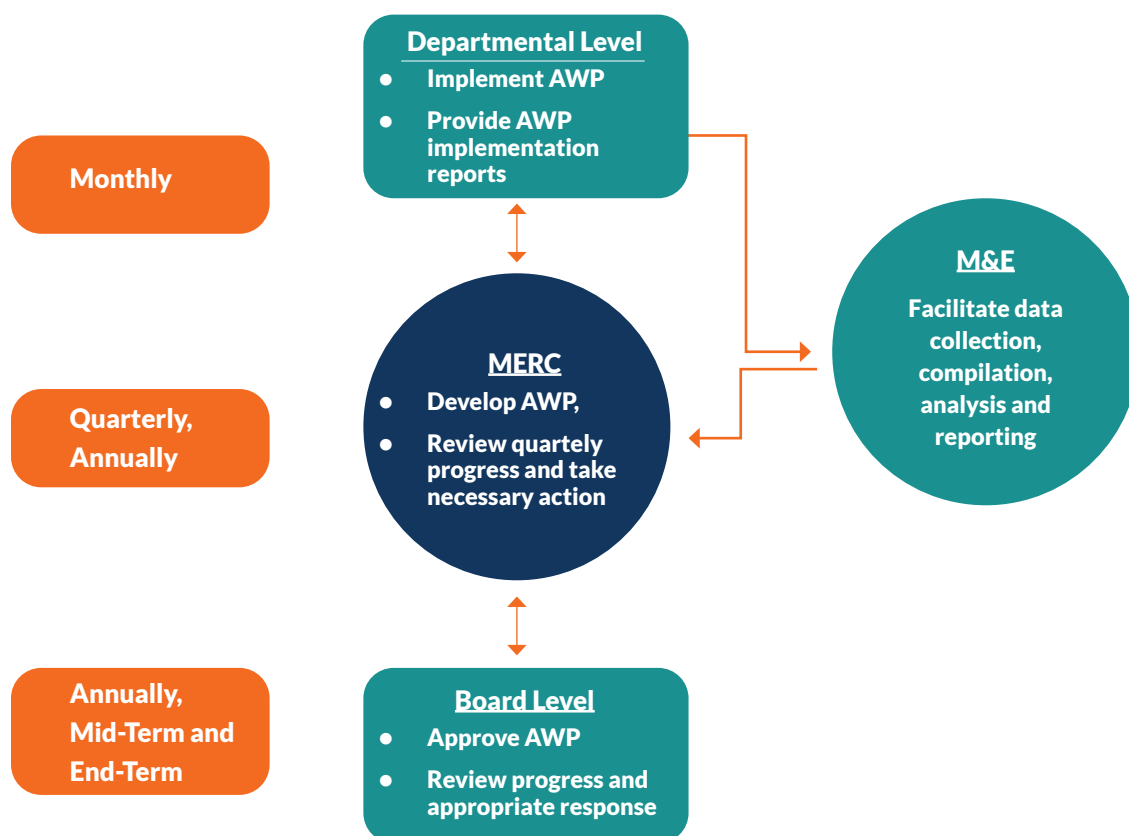 Departmental Level
● Implement AWP
● Provide AWP
implementation
reports
Monthly
M&E
Facilitate data
collection,
compilation,
analysis and
reporting
MERC
● Develop AWP,
● Review quartely
progress and take
necessary action
Quarterly,
Annually
Board Level
● Approve AWP
● Review progress and
appropriate response
Annually,
Mid-Term and
End-Term